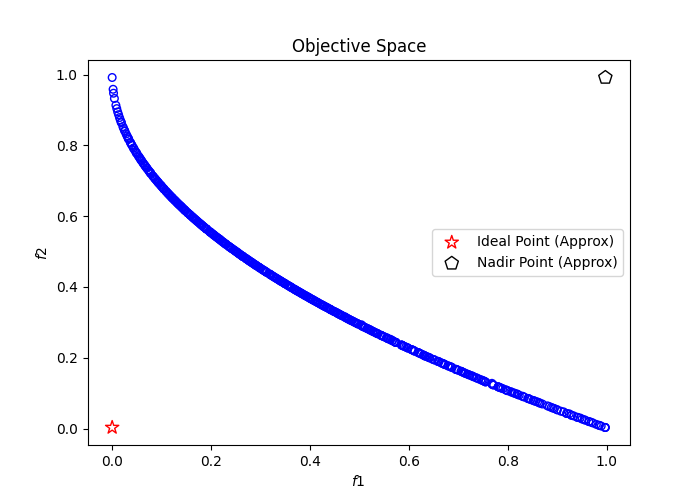 Objective Space
1.0
0.8
0.6
0.4
0.2
0.0
f2
Ideal Point (Approx)
Nadir Point (Approx)
0.0 0.2 0.4 0.6 0.8 1.0
f1